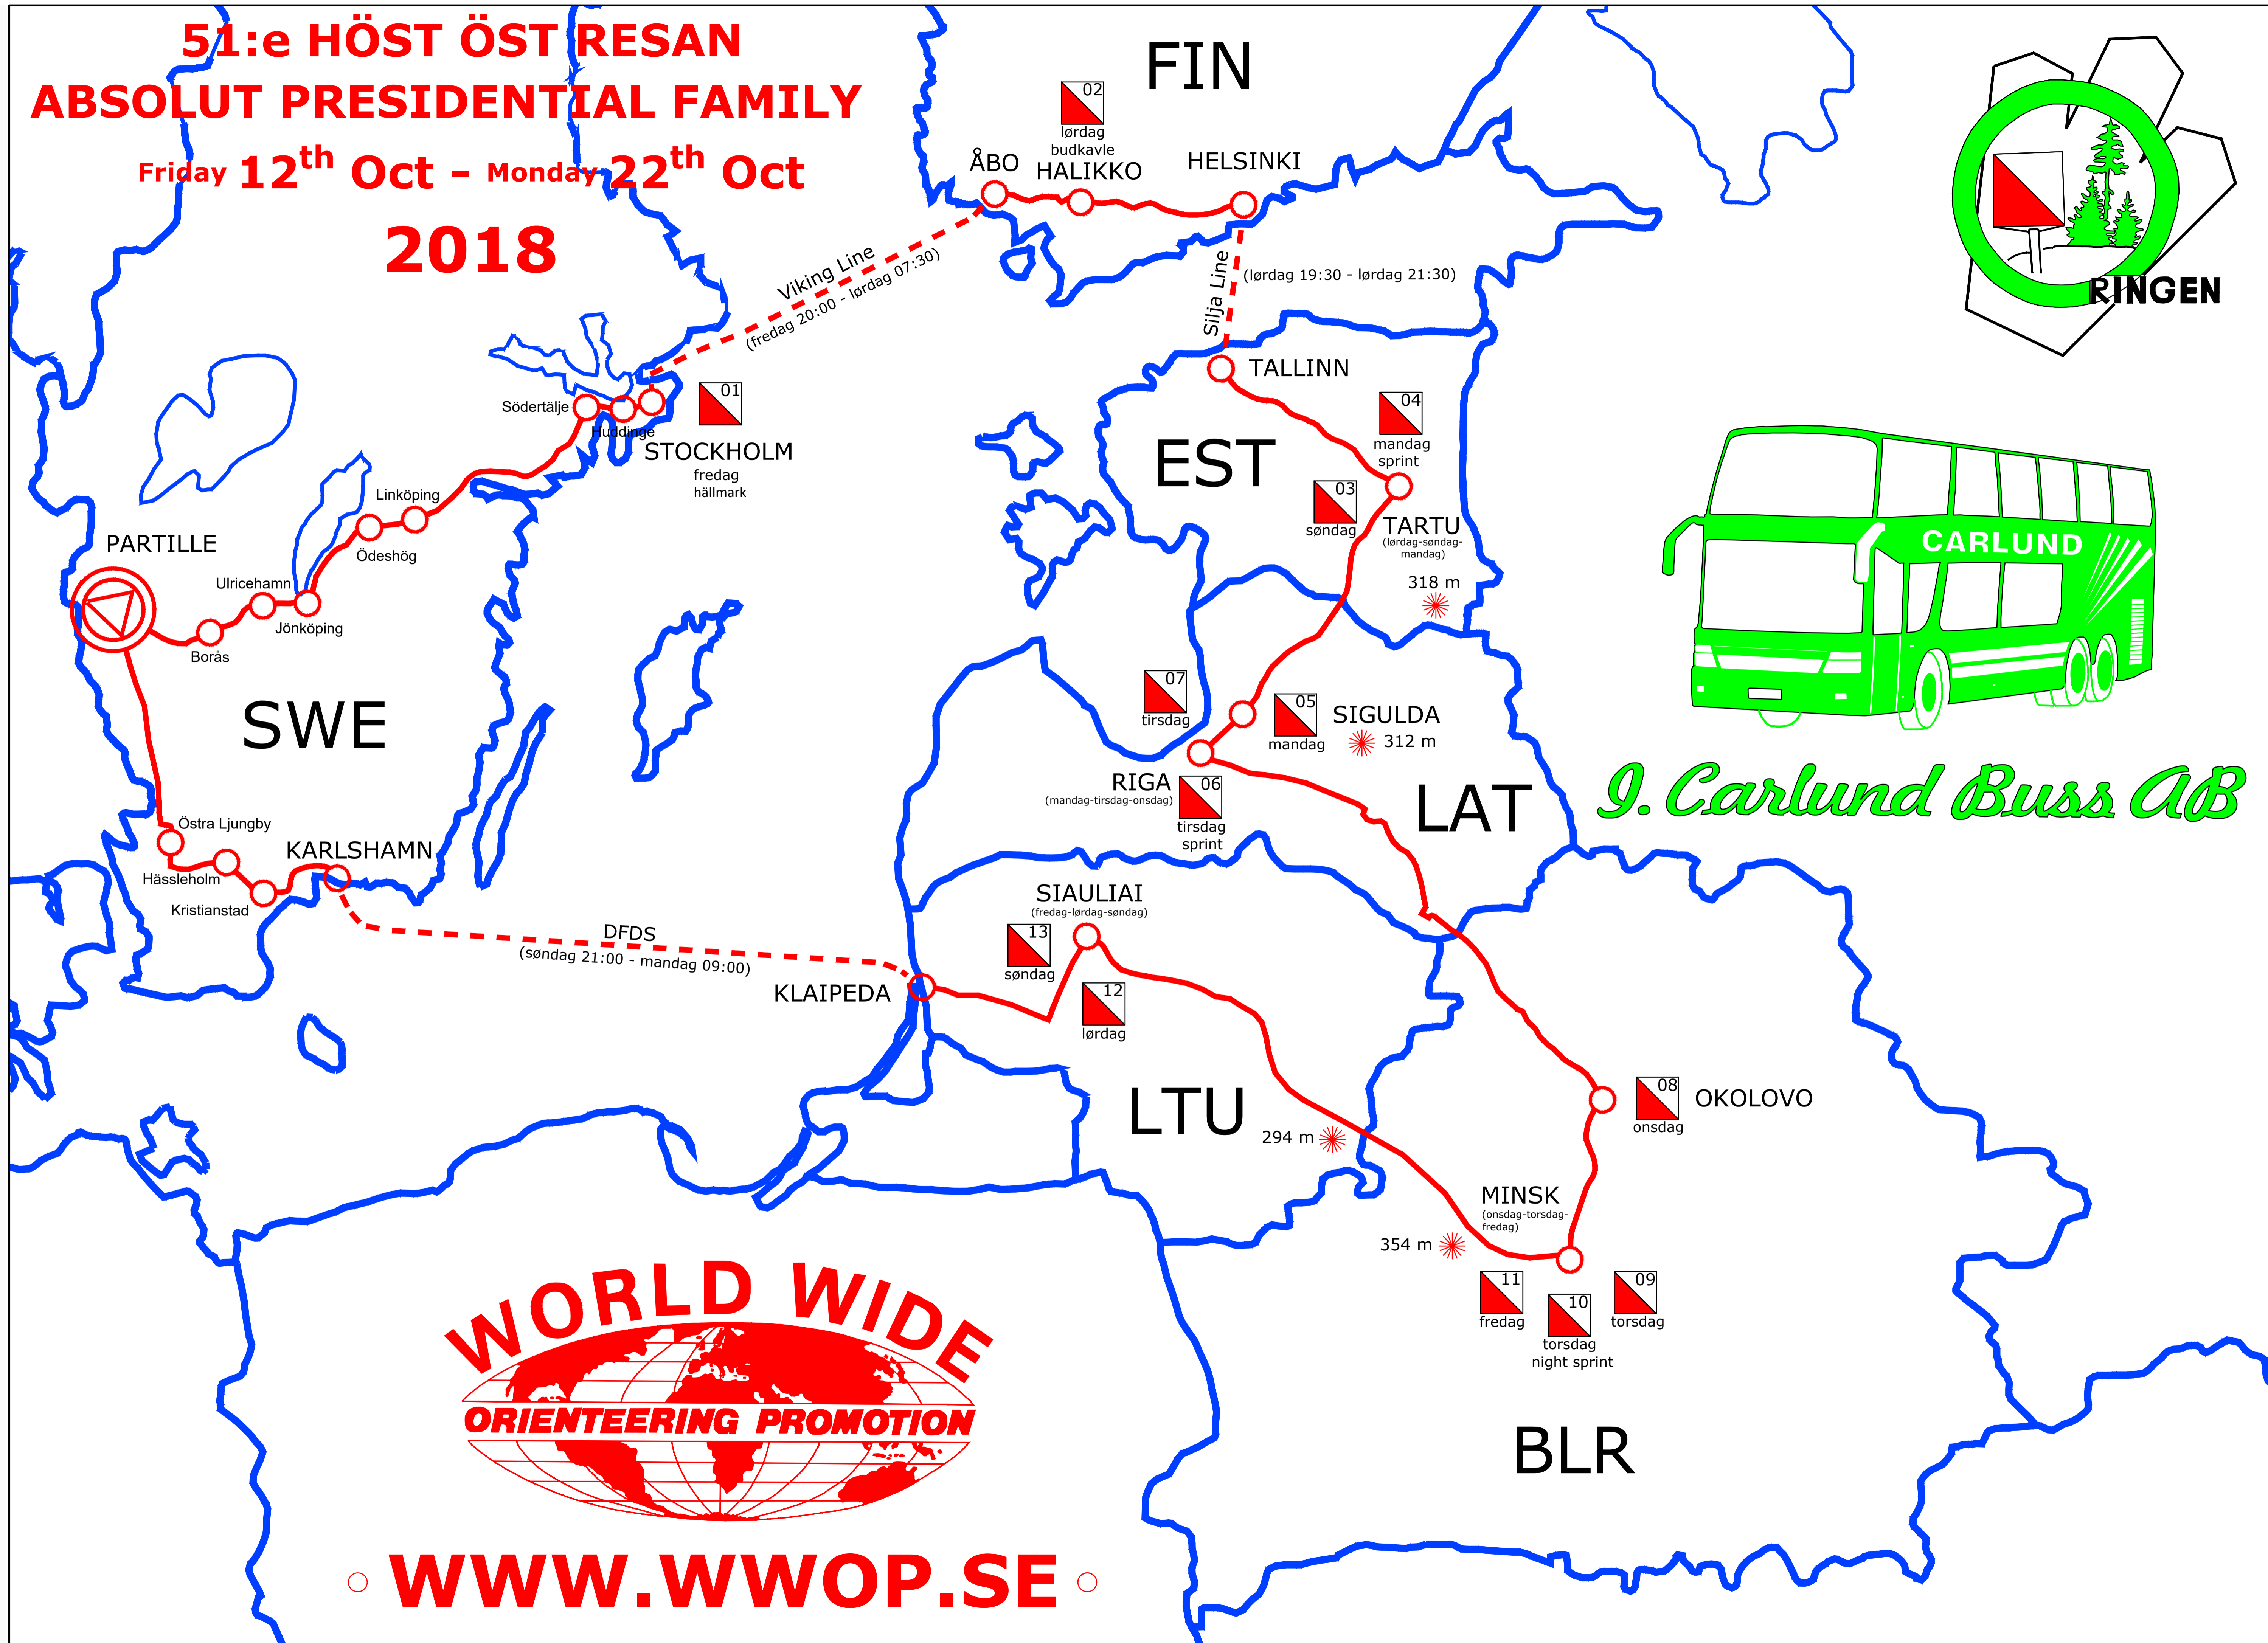 51:e HÖST ÖST RESAN
ABSOLUT PRESIDENTIAL FAMILY
Friday 12th Oct - Monday 22th Oct
2018
FIN
02
lørdag
budkavle
ÅBO
HALIKKO
HELSINKI
Viking Line
(fredag 20:00 - lørdag 07:30)
Silja Line
(lørdag 19:30 - lørdag 21:30)
RINGEN
TALLINN
EST
04
mandag
sprint
03
søndag
TARTU
(lørdag-søndag-
mandag)
318 m
01
STOCKHOLM
fredag
hällmark
Södertälje
Huddinge
Linköping
Ödeshög
PARTILLE
Ulricehamn
Jönköping
Borås
SWE
CARLUND
I. Carlund Buss AB
07
tirsdag
05
mandag
SIGULDA
312 m
RIGA
(mandag-tirsdag-onsdag)
06
tirsdag
sprint
LAT
Östra Ljungby
KARLSHAMN
Hässleholm
Kristianstad
DFDS
(søndag 21:00 - mandag 09:00)
KLAIPEDA
SIAULIAI
(fredag-lørdag-søndag)
13
søndag
12
lørdag
LTU
294 m
08
onsdag
OKOLOVO
MINSK
(onsdag-torsdag-
fredag)
354 m
11
fredag
10
torsdag
night sprint
09
torsdag
BLR
WORLD WIDE
ORIENTEERING PROMOTION
WWW.WWOP.SE